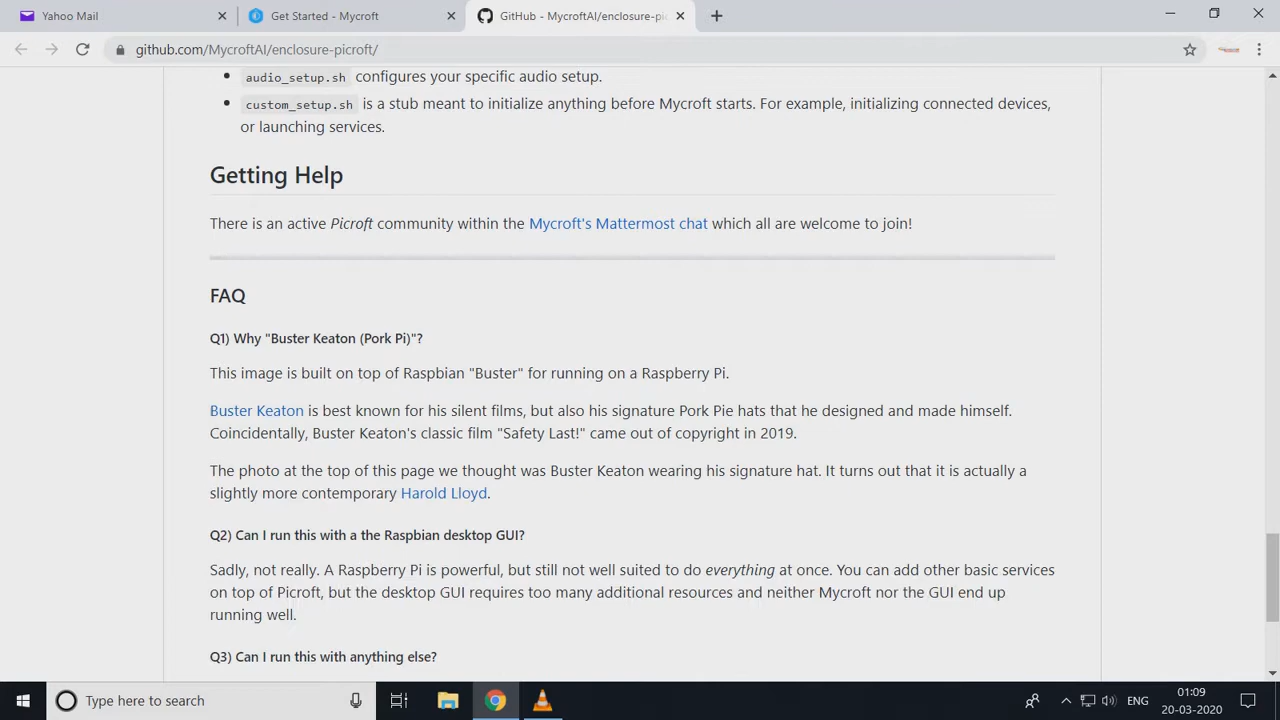 Yahoo Mail
Get Started - Mycroft
GitHub - MycroftAI/enclosure-pic
github.com/MycroftAI/enclosure-picroft/
audio_setup.sh configures your specific audio setup.
custom_setup.sh is a stub meant to initialize anything before Mycroft starts. For example, initializing connected devices,
or launching services.
Getting Help
There is an active Picroft community within the Mycroft's Mattermost chat which all are welcome to join!
FAQ
Q1) Why "Buster Keaton (Pork Pi)"?
This image is built on top of Raspbian "Buster" for running on a Raspberry Pi.
Buster Keaton is best known for his silent films, but also his signature Pork Pie hats that he designed and made himself.
Coincidentally, Buster Keaton's classic film "Safety Last!" came out of copyright in 2019.
The photo at the top of this page we thought was Buster Keaton wearing his signature hat. It turns out that it is actually a
slightly more contemporary Harold Lloyd.
Q2) Can I run this with a the Raspbian desktop GUI?
Sadly, not really. A Raspberry Pi is powerful, but still not well suited to do everything at once. You can add other basic services
on top of Picroft, but the desktop GUI requires too many additional resources and neither Mycroft nor the GUI end up
running well.
Q3) Can I run this with anything else?
Type here to search
ENG
01:09
20-03-2020